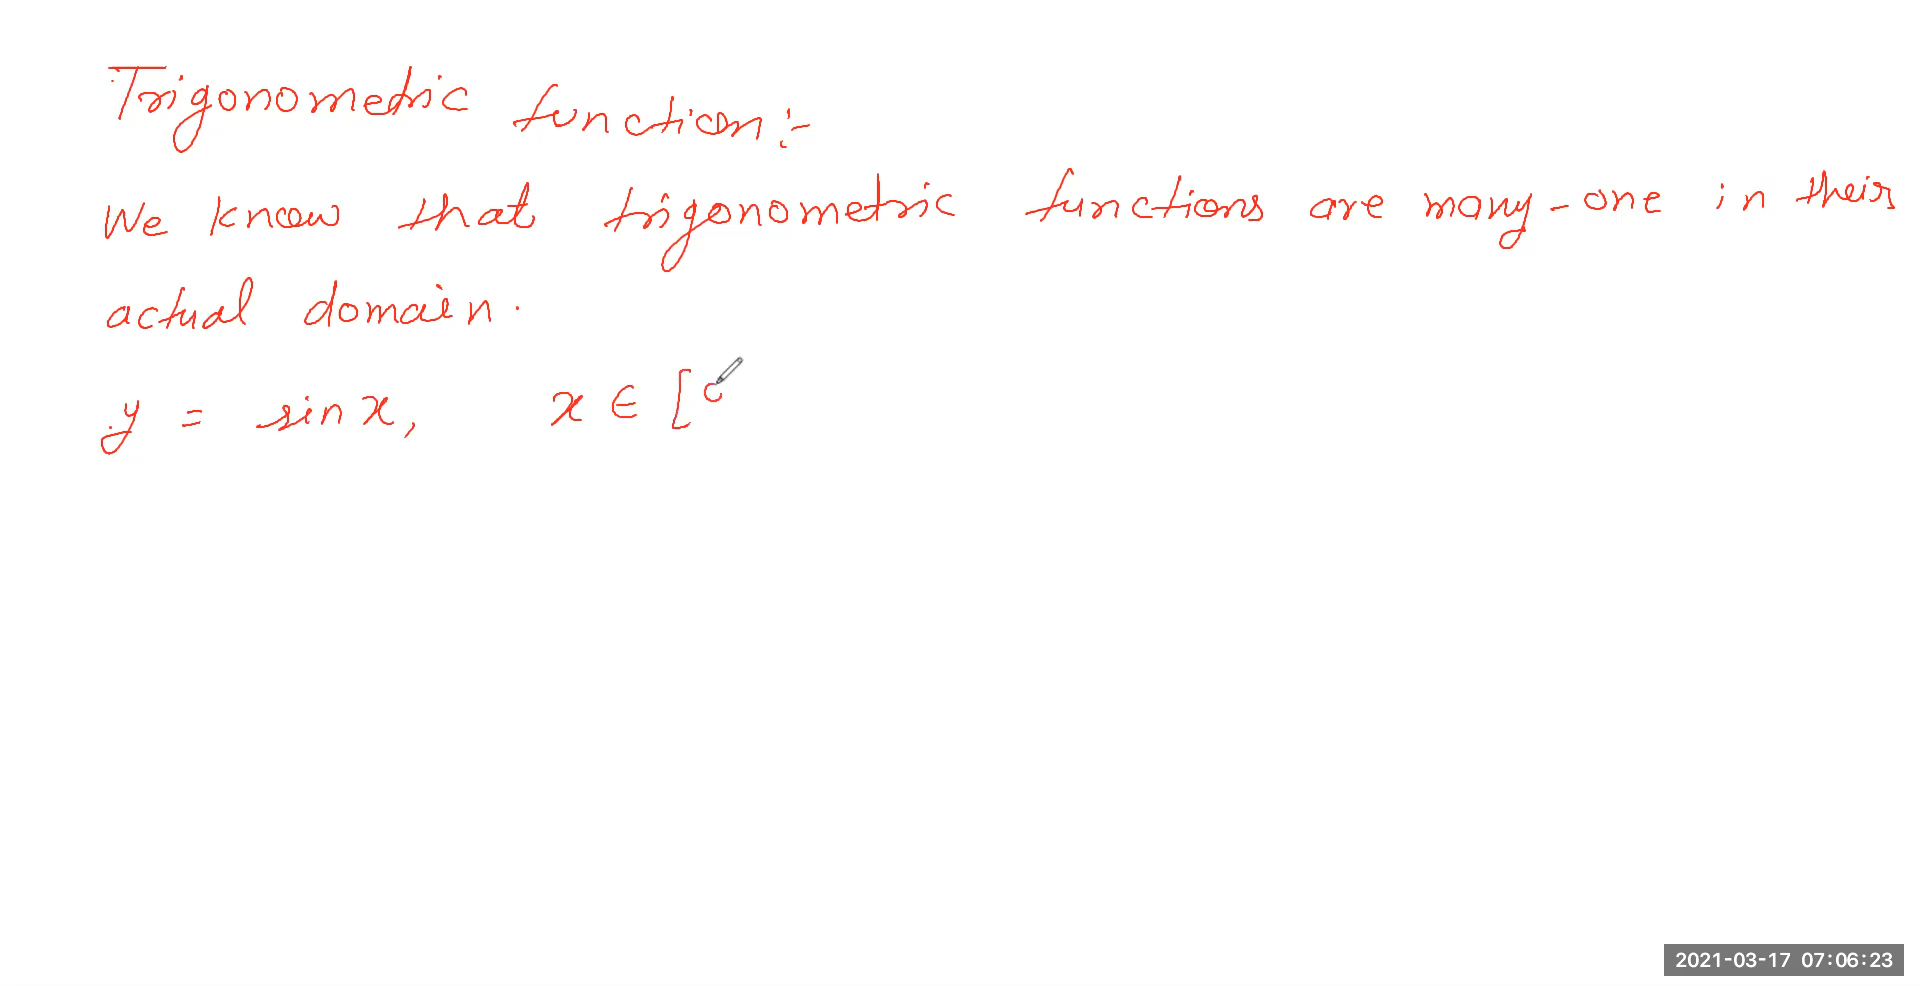 Trigonometric function :-
We know that trigonometric functions are many-one in their
actual domain.
y = sin x, x ∈ [0
2021-03-17 07:06:23